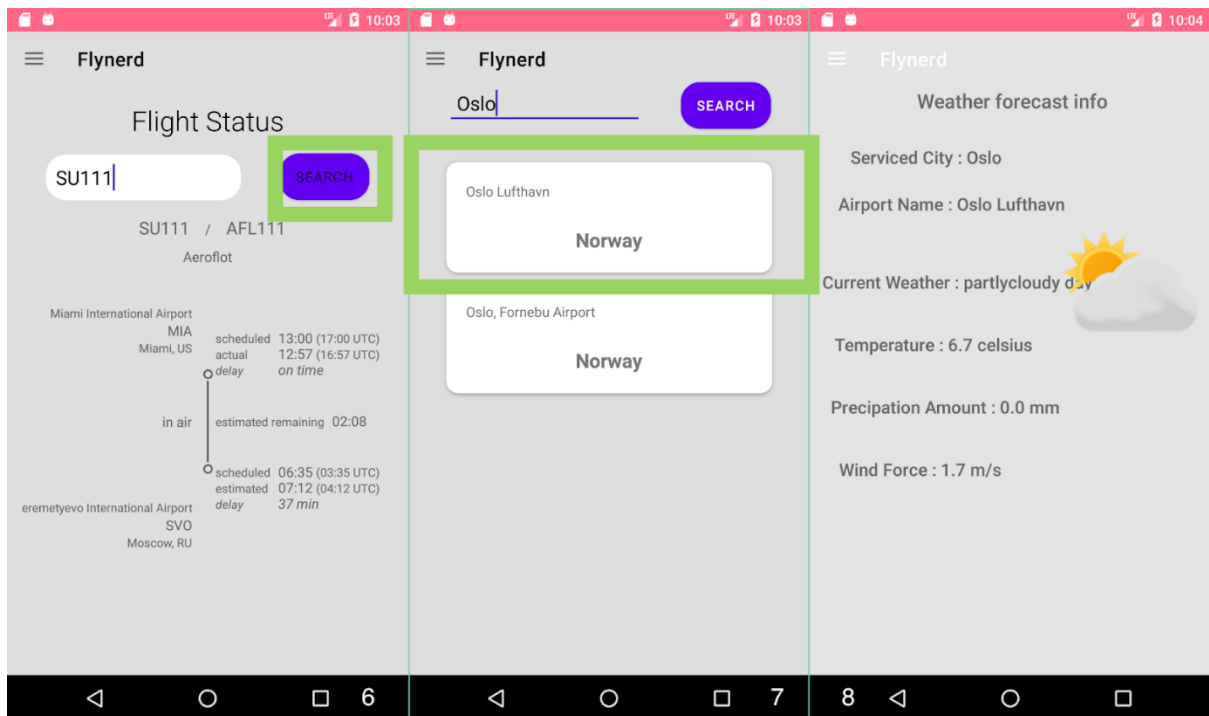 10:03
Flynerd
Flight Status
SU111
SEARCH
SU111 / AFL111
Aeroflot
Miami International Airport
MIA
Miami, US
scheduled 13:00 (17:00 UTC)
actual 12:57 (16:57 UTC)
delay on time
in air estimated remaining 02:08
scheduled 06:35 (03:35 UTC)
estimated 07:12 (04:12 UTC)
delay 37 min
eremetyevo International Airport
SVO
Moscow, RU
6
LTE 10:03
Flynerd
Oslo
SEARCH
Oslo Lufthavn
Norway
Oslo, Fornebu Airport
Norway
7
LTE 10:04
Flynerd
Weather forecast info
Serviced City : Oslo
Airport Name : Oslo Lufthavn
Current Weather : partlycloudy day
Temperature : 6.7 celsius
Precipation Amount : 0.0 mm
Wind Force : 1.7 m/s
8